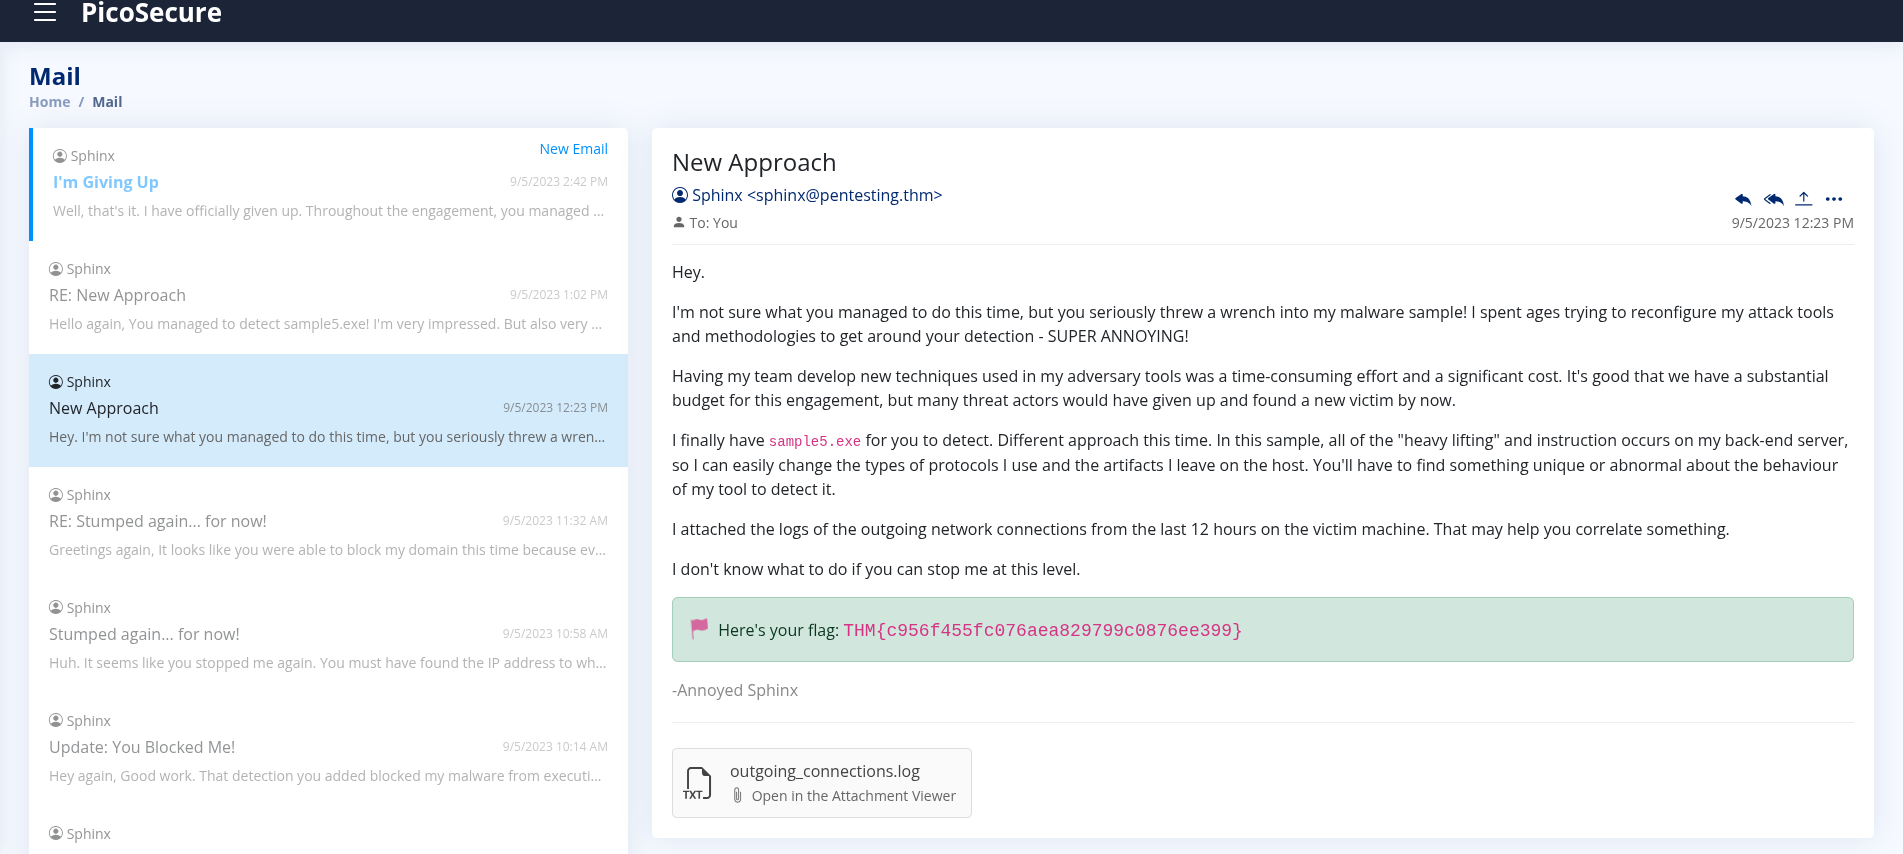 PicoSecure
Mail
Home / Mail
Sphinx
New Email
I'm Giving Up
9/5/2023 2:42 PM
Well, that's it. I have officially given up. Throughout the engagement, you managed ...
Sphinx
RE: New Approach
9/5/2023 1:02 PM
Hello again, You managed to detect sample5.exe! I'm very impressed. But also very ...
Sphinx
New Approach
9/5/2023 12:23 PM
Hey. I'm not sure what you managed to do this time, but you seriously threw a wren...
Sphinx
RE: Stumped again... for now!
9/5/2023 11:32 AM
Greetings again, It looks like you were able to block my domain this time because ev...
Sphinx
Stumped again... for now!
9/5/2023 10:58 AM
Huh. It seems like you stopped me again. You must have found the IP address to wh...
Sphinx
Update: You Blocked Me!
9/5/2023 10:14 AM
Hey again, Good work. That detection you added blocked my malware from executi...
Sphinx
New Approach
Sphinx <sphinx@pentesting.thm>
To: You
9/5/2023 12:23 PM
Hey.
I'm not sure what you managed to do this time, but you seriously threw a wrench into my malware sample! I spent ages trying to reconfigure my attack tools
and methodologies to get around your detection - SUPER ANNOYING!
Having my team develop new techniques used in my adversary tools was a time-consuming effort and a significant cost. It's good that we have a substantial
budget for this engagement, but many threat actors would have given up and found a new victim by now.
I finally have sample5.exe for you to detect. Different approach this time. In this sample, all of the "heavy lifting" and instruction occurs on my back-end server,
so I can easily change the types of protocols I use and the artifacts I leave on the host. You'll have to find something unique or abnormal about the behaviour
of my tool to detect it.
I attached the logs of the outgoing network connections from the last 12 hours on the victim machine. That may help you correlate something.
I don't know what to do if you can stop me at this level.
Here's your flag: THM{c956f455fc076aea829799c0876ee399}
-Annoyed Sphinx
TXT
outgoing_connections.log
Open in the Attachment Viewer